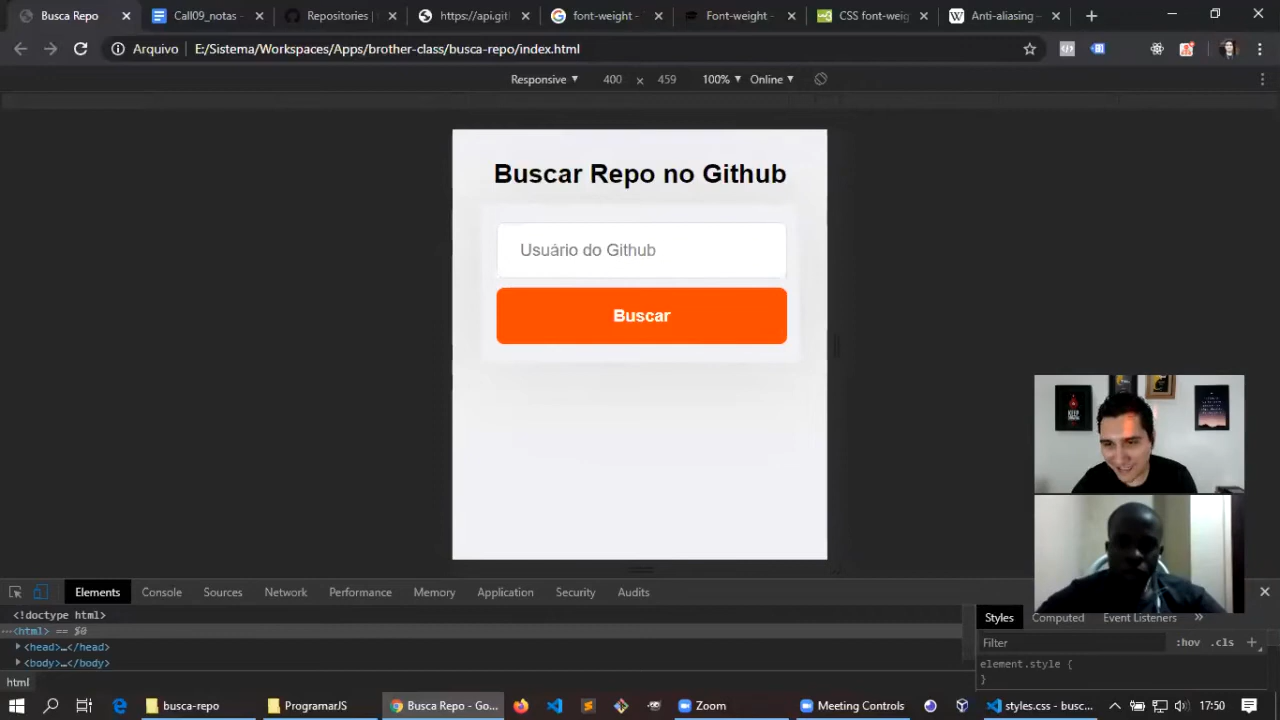 Busca Repo
Call09_notas -
Repositories |
https://api.git
font-weight -
Font-weight -
CSS font-weig
Anti-aliasing -
Arquivo
E:/Sistema/Workspaces/Apps/brother-class/busca-repo/index.html
Responsive 400 × 459 100% Online
Buscar Repo no Github
Usuário do Github
Buscar
Elements Console Sources Network Performance Memory Application Security Audits
<!doctype html>
<html> == $0
<head>…</head>
<body>…</body>
html
Styles Computed Event Listeners »
Filter :hov .cls +
element.style {
}
busca-repo
ProgramarJS
Busca Repo - Go...
Zoom
Meeting Controls
styles.css - busc...
17:50